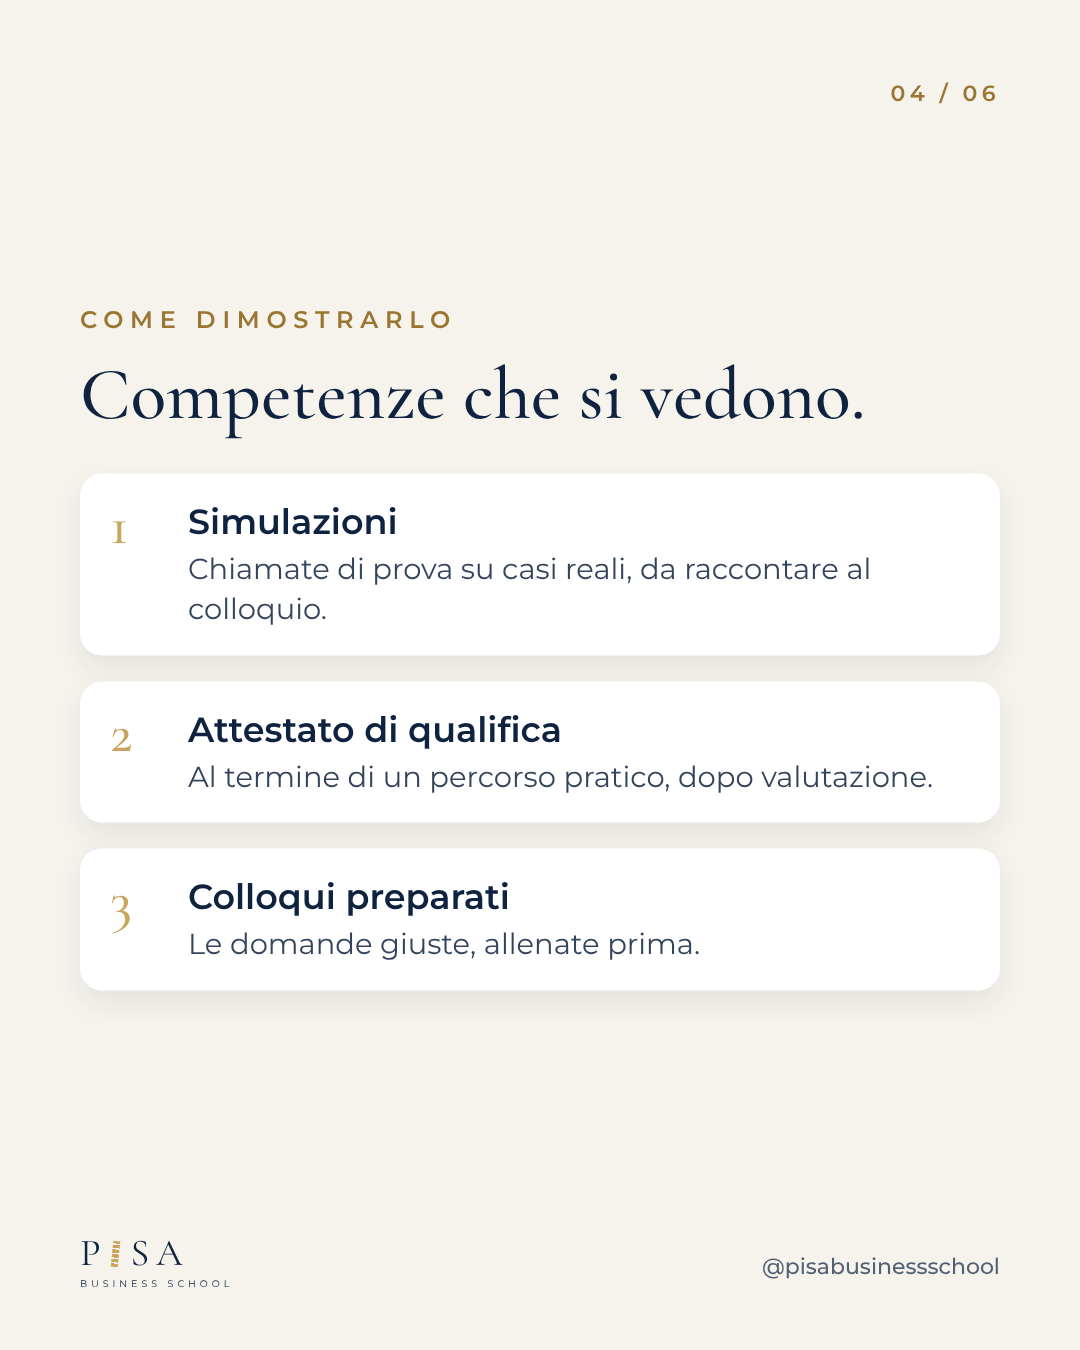 04 / 06
COME DIMOSTRARLO
Competenze che si vedono.
1
Simulazioni
Chiamate di prova su casi reali, da raccontare al
colloquio.
2
Attestato di qualifica
Al termine di un percorso pratico, dopo valutazione.
3
Colloqui preparati
Le domande giuste, allenate prima.
PISA
BUSINESS SCHOOL
@pisabusinessschool